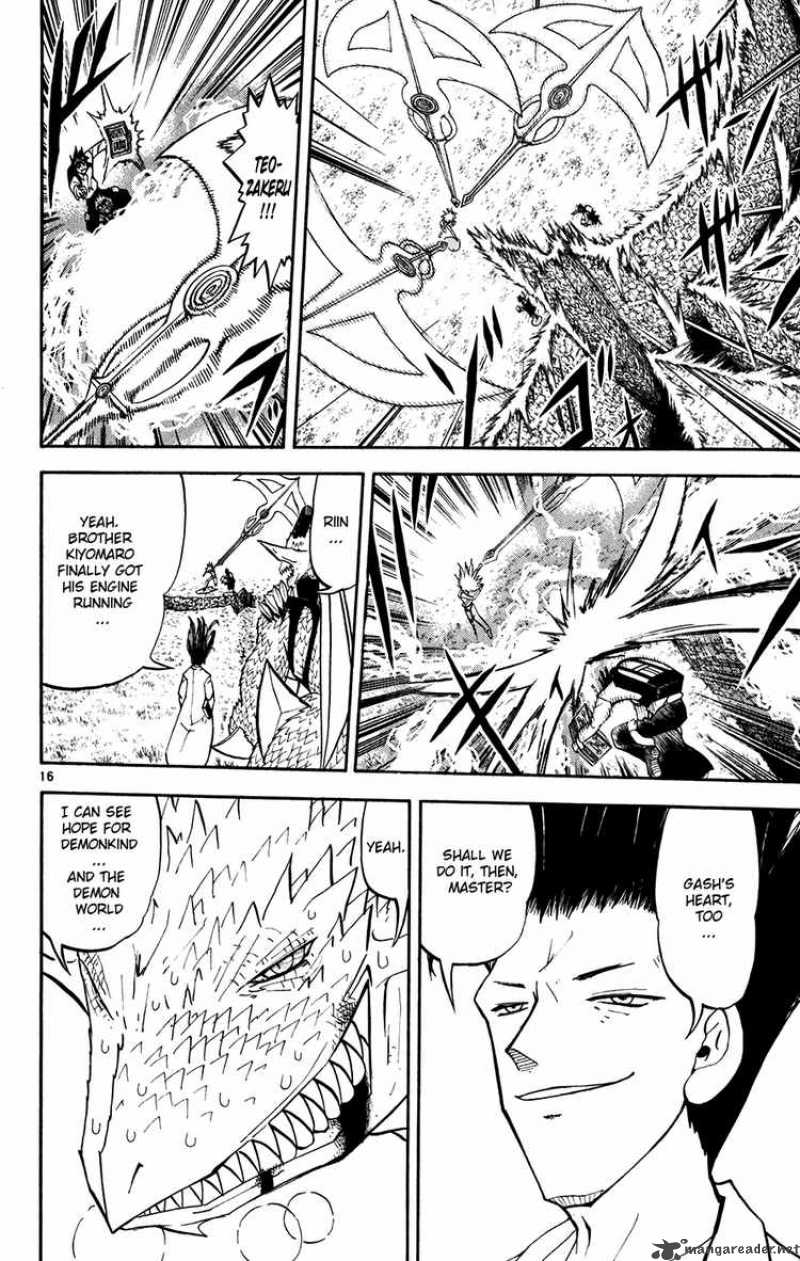 TEO-
ZAKERU
!!!
RIIN
...
YEAH.
BROTHER
KIYOMARO
FINALLY GOT
HIS ENGINE
RUNNING
...
16
GASH'S
HEART,
TOO
...
SHALL WE
DO IT, THEN,
MASTER?
YEAH.
I CAN SEE
HOPE FOR
DEMONKIND
...
AND THE
DEMON
WORLD
...
mangareader.net